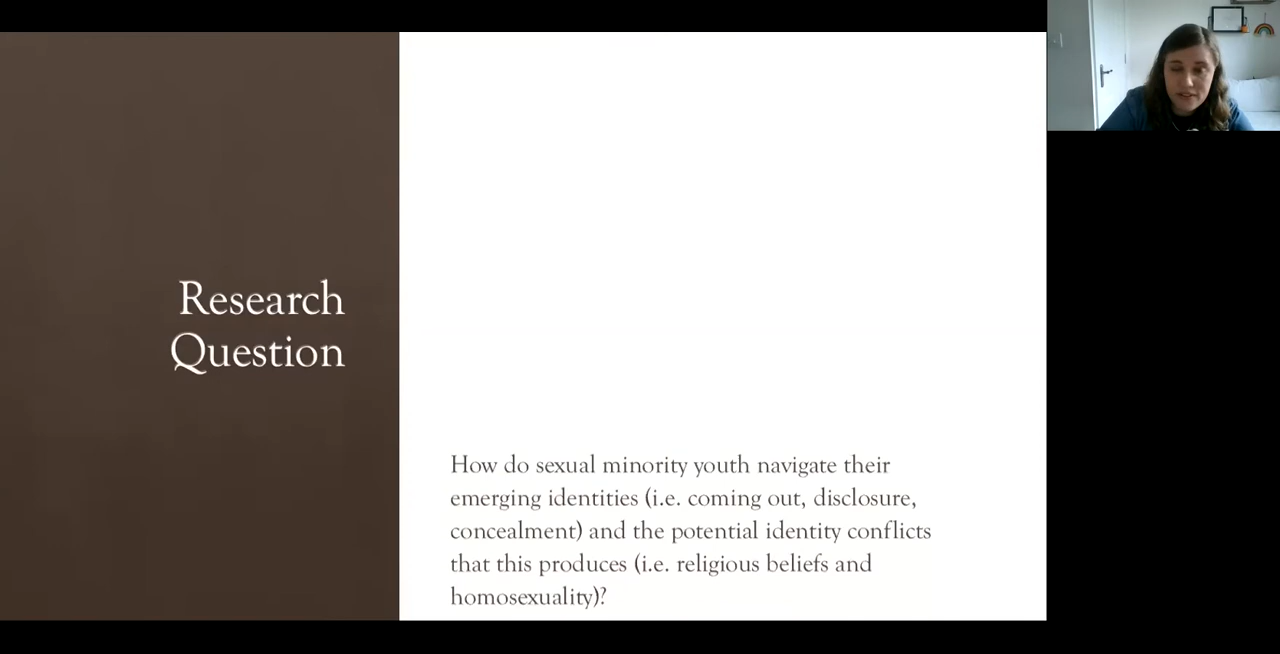 Research
Question
How do sexual minority youth navigate their
emerging identities (i.e. coming out, disclosure,
concealment) and the potential identity conflicts
that this produces (i.e. religious beliefs and
homosexuality)?